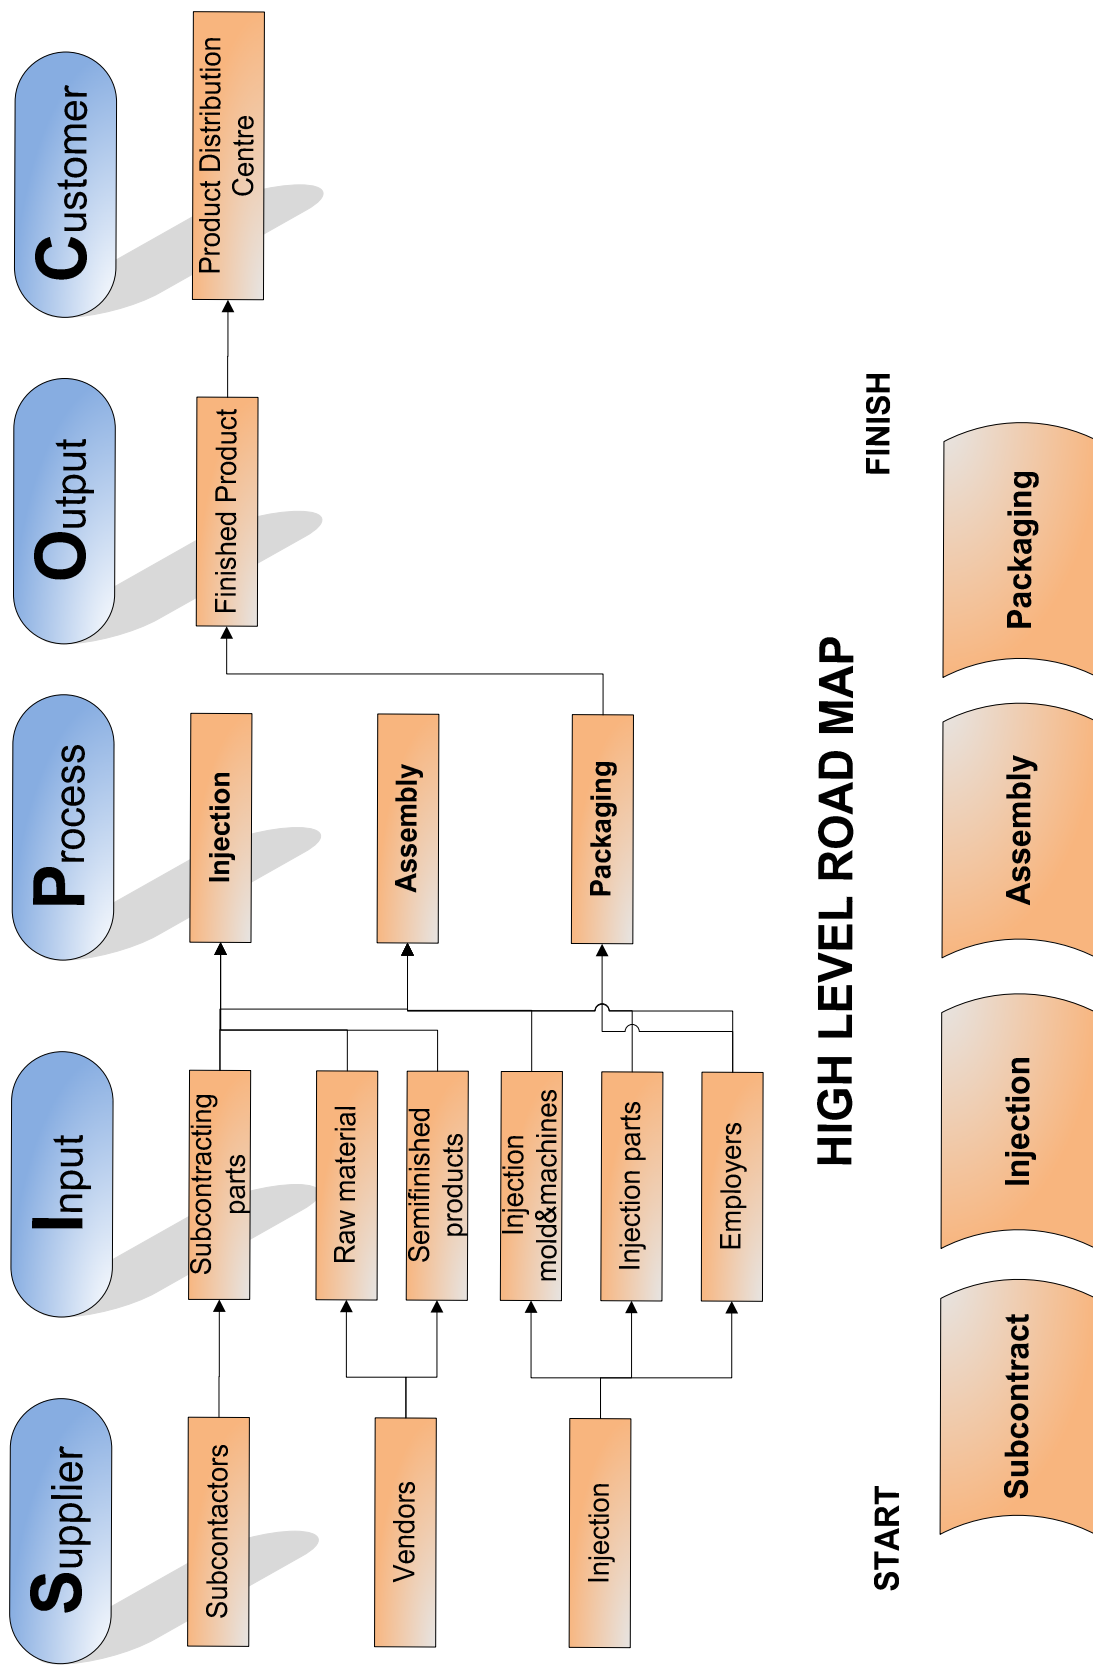 Supplier
Input
Process
Output
Customer
Subcontactors
Subcontracting
parts
Injection
Finished Product
Product Distribution
Centre
Vendors
Raw material
Semifinished
products
Assembly
Injection
Injection
mold&machines
Injection parts
Employers
Packaging
HIGH LEVEL ROAD MAP
START
FINISH
Subcontract
Injection
Assembly
Packaging